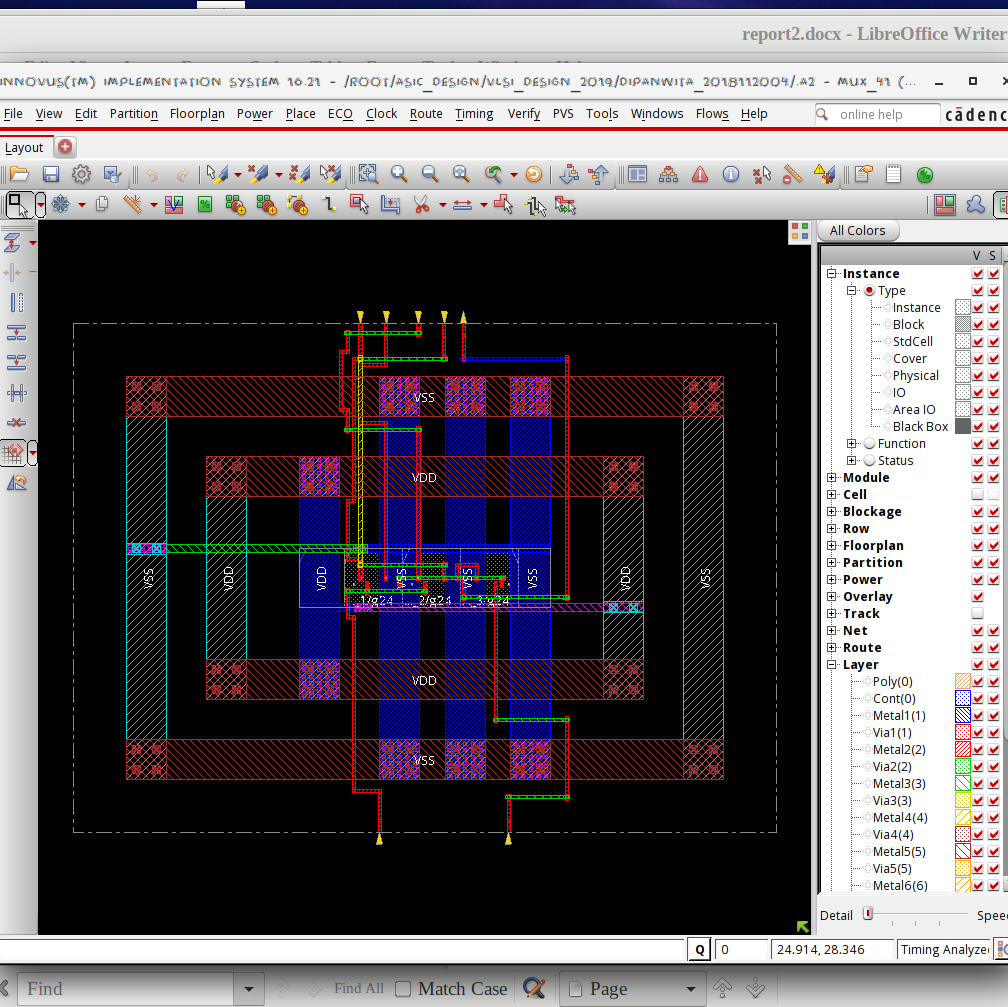 report2.docx - LibreOffice Writer
INNOVUS(TM) IMPLEMENTATION SYSTEM 16.21 - /ROOT/ASIC_DESIGN/VLSI_DESIGN_2019/DIPANWITA_2018112004/.A2 - MUX_41 (...
File View Edit Partition Floorplan Power Place ECO Clock Route Timing Verify PVS Tools Windows Flows Help
online help
cādenc
Layout
All Colors
V S
Instance
Type
Instance
Block
StdCell
Cover
Physical
IO
Area IO
Black Box
Function
Status
Module
Cell
Blockage
Row
Floorplan
Partition
Power
Overlay
Track
Net
Route
Layer
Poly(0)
Cont(0)
Metal1(1)
Via1(1)
Metal2(2)
Via2(2)
Metal3(3)
Via3(3)
Metal4(4)
Via4(4)
Metal5(5)
Via5(5)
Metal6(6)
Detail
Speed
VSS
VDD
VSS
VDD
VDD
VSS
VSS
VSS
VDD
VSS
1/g24 _2/g24 _3/g24
VDD
VSS
Q
0
24.914, 28.346
Timing Analyze
Find
Find All
Match Case
Page